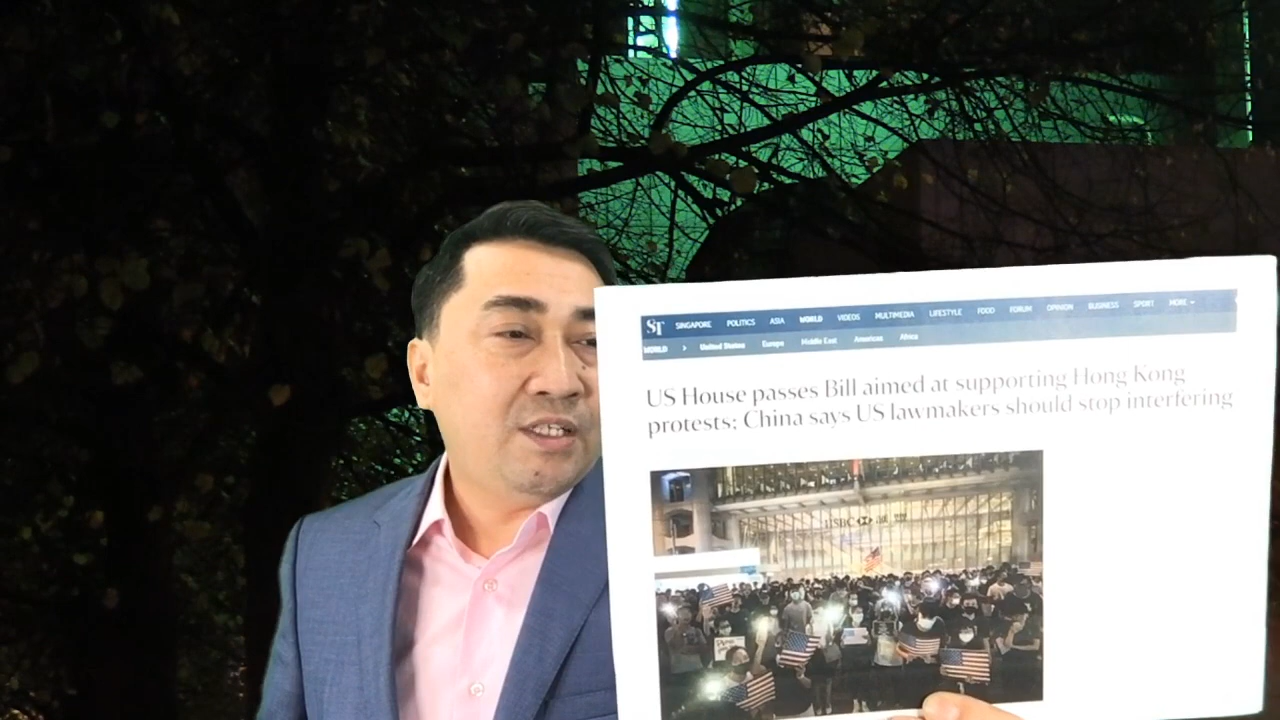 ST SINGAPORE POLITICS ASIA WORLD VIDEOS MULTIMEDIA LIFESTYLE FOOD FORUM OPINION BUSINESS SPORT MORE
WORLD > United States Europe Middle East Americas Africa
US House passes Bill aimed at supporting Hong Kong
protests; China says US lawmakers should stop interfering
HSBC